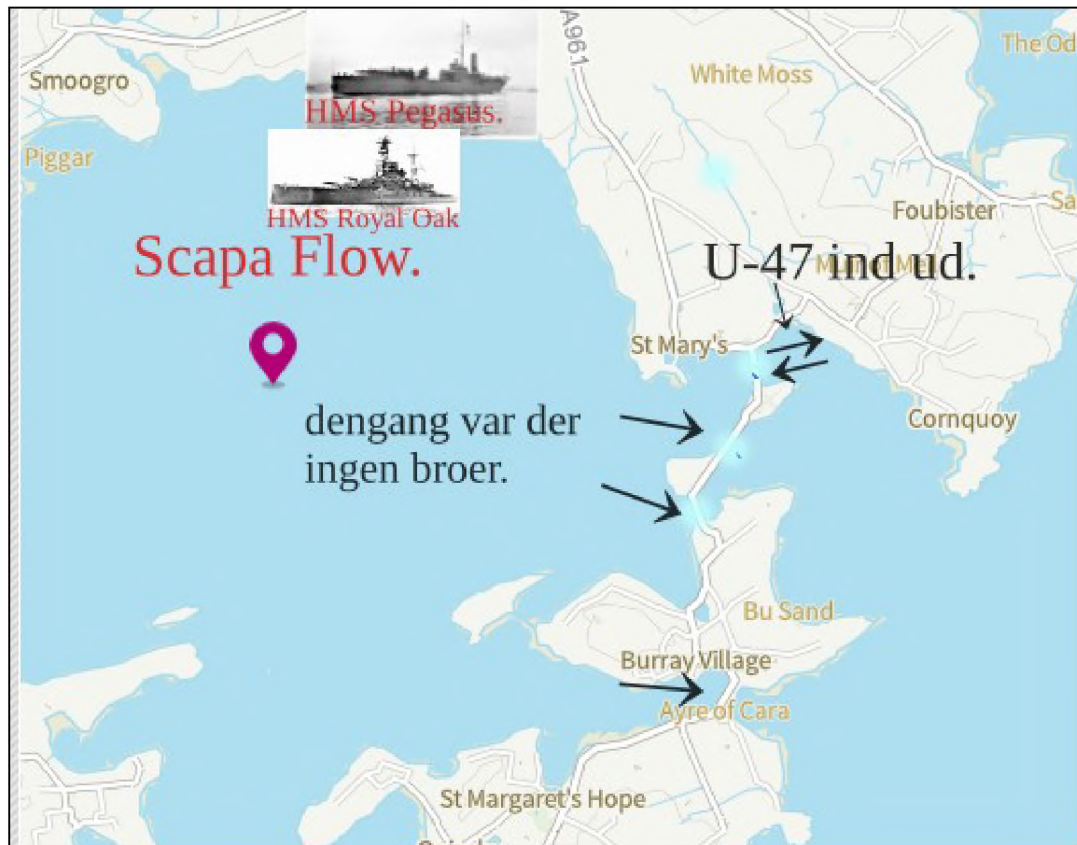 A961
The Od
White Moss
Smoogro
HMS Pegasus.
Piggar
HMS Royal Oak
Foubister
Sa
Scapa Flow.
U-47 ind ud.
St Mary's
dengang var der
ingen broer.
Cornquoy
Bu Sand
Burray Village
Ayre of Cara
St Margaret's Hope